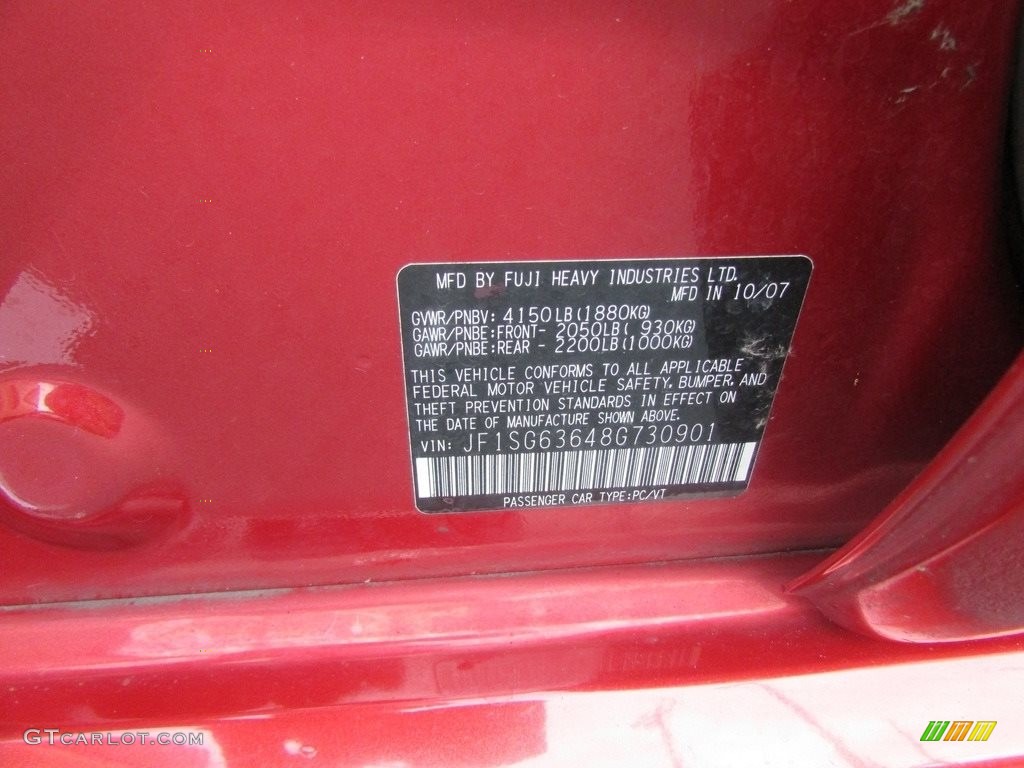 MFD BY FUJI HEAVY INDUSTRIES LTD.
MFD IN 10/07
GVWR/PNBV: 4150LB(1880KG)
GAWR/PNBE:FRONT- 2050LB( 930KG)
GAWR/PNBE:REAR - 2200LB(1000KG)
THIS VEHICLE CONFORMS TO ALL APPLICABLE
FEDERAL MOTOR VEHICLE SAFETY, BUMPER, AND
THEFT PREVENTION STANDARDS IN EFFECT ON
THE DATE OF MANUFACTURE SHOWN ABOVE.
VIN: JF1SG63648G730901
PASSENGER CAR TYPE:PC/VT
GTCARLOT.COM